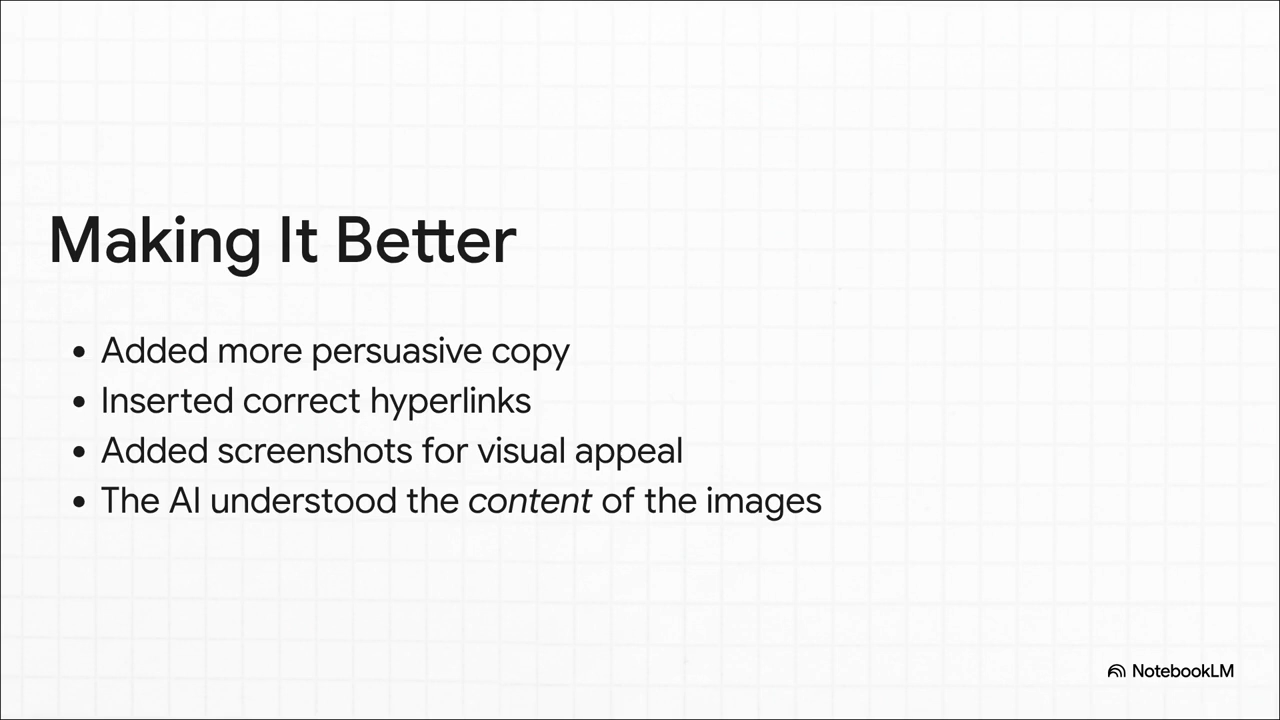 Making It Better
• Added more persuasive copy
• Inserted correct hyperlinks
• Added screenshots for visual appeal
• The AI understood the content of the images
NotebookLM